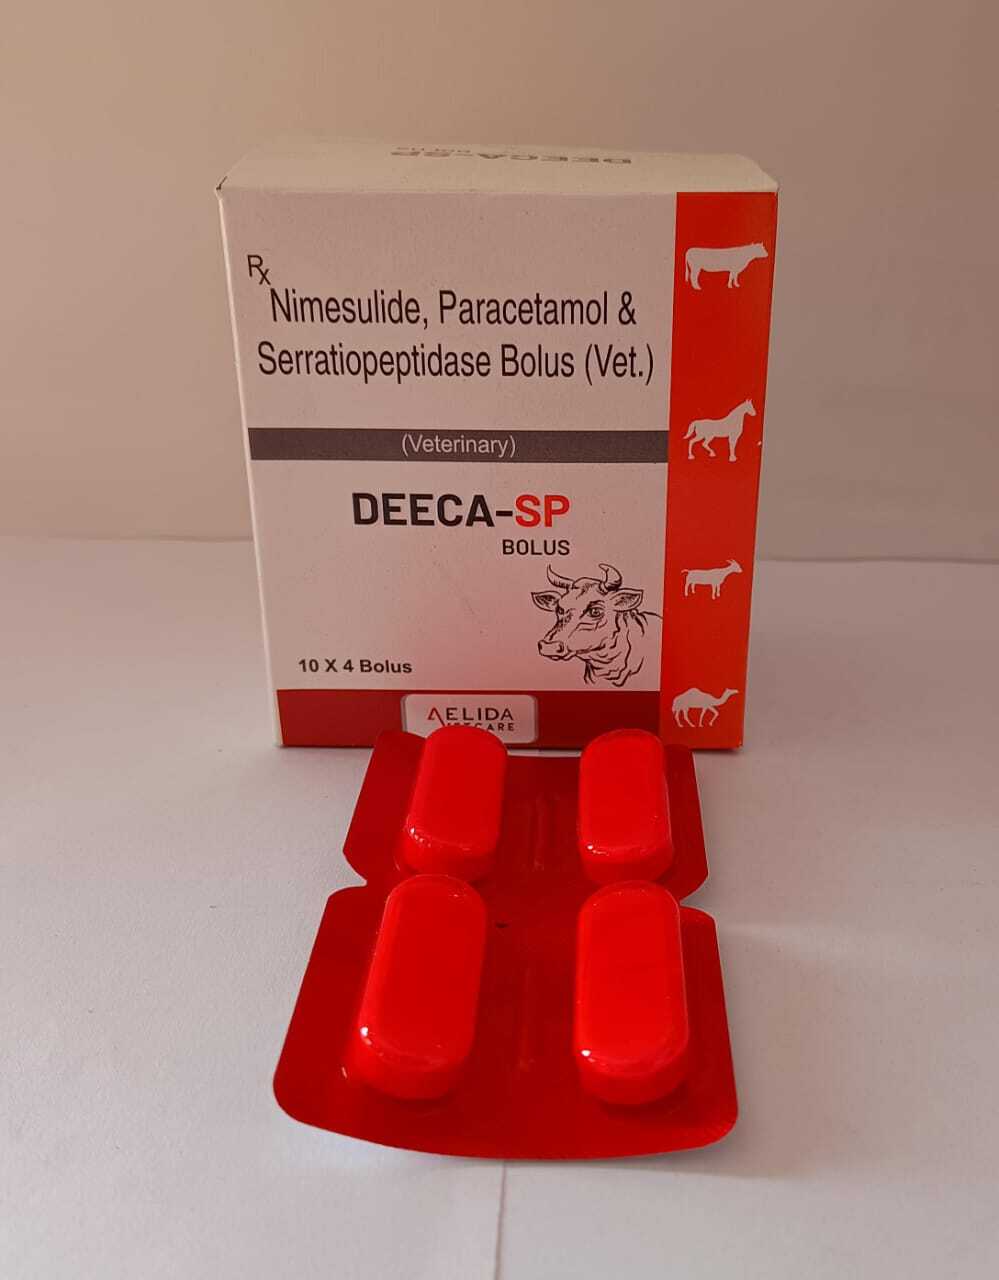 DEECA-SP
Rx
Nimesulide, Paracetamol &
Serratiopeptidase Bolus (Vet.)
(Veterinary)
DEECA-SP
BOLUS
10 X 4 Bolus
AELIDA